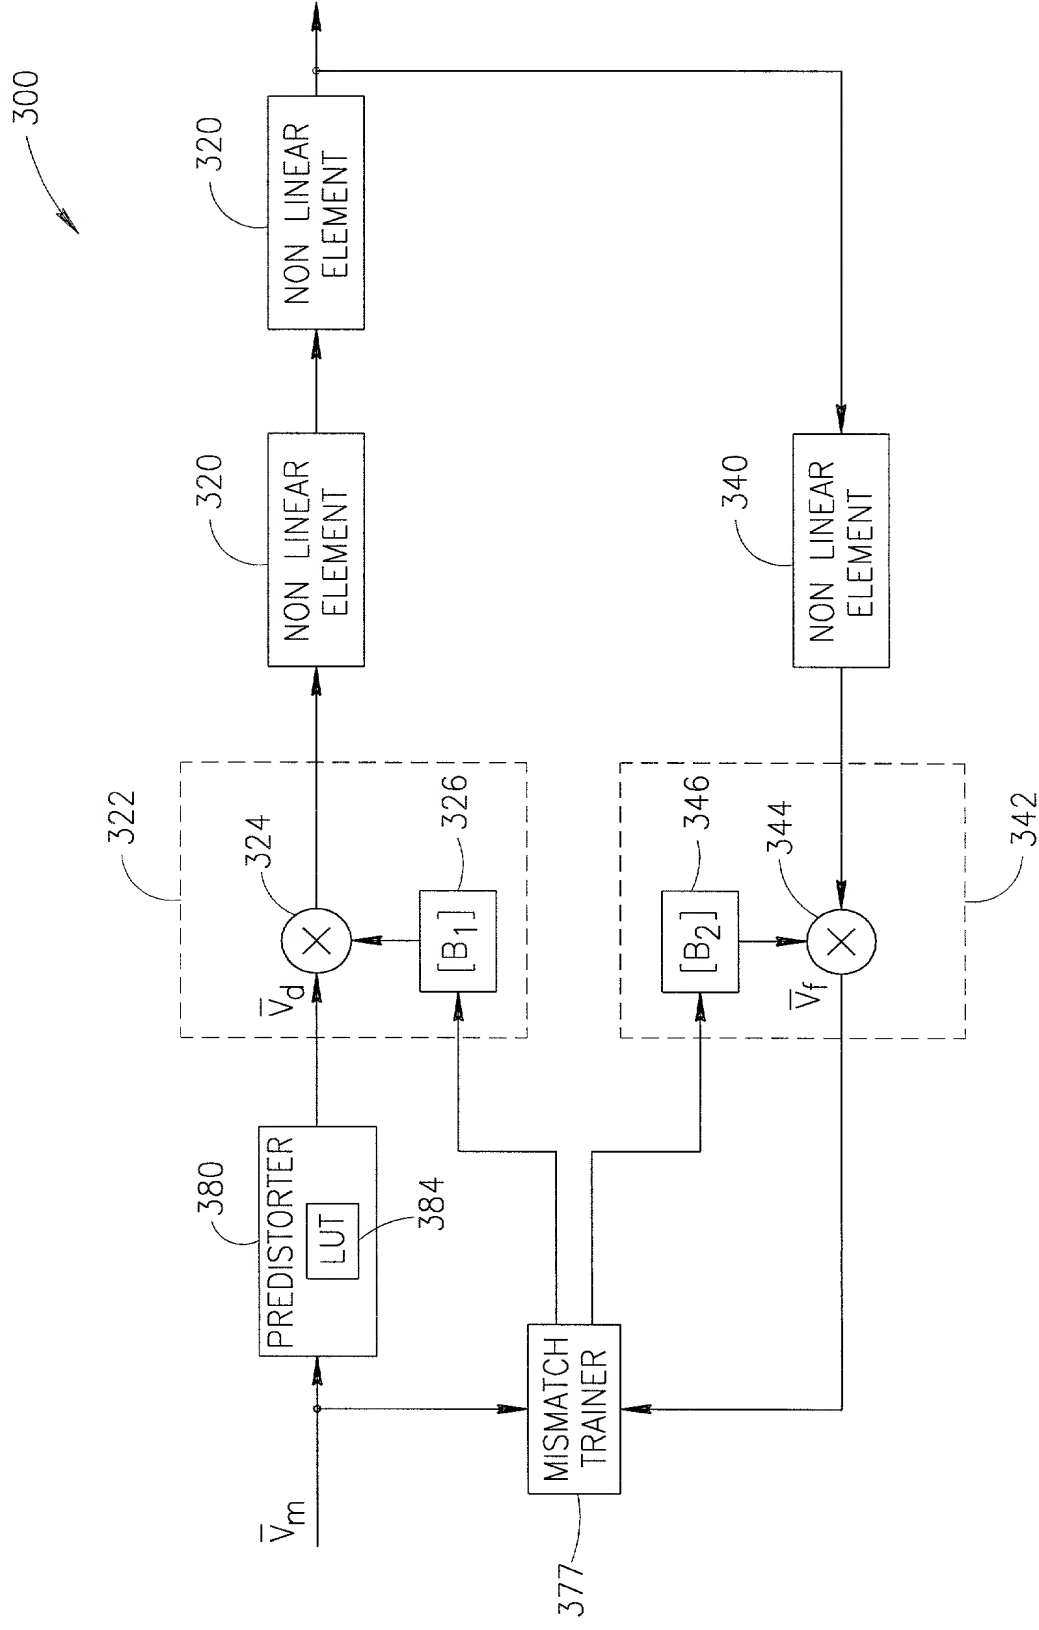 300
320
NON LINEAR
ELEMENT
320
NON LINEAR
ELEMENT
322
324
V̅d
326
[B1]
380
PREDISTORTER
LUT
384
V̅m
MISMATCH
TRAINER
377
340
NON LINEAR
ELEMENT
346
[B2]
344
V̅f
342